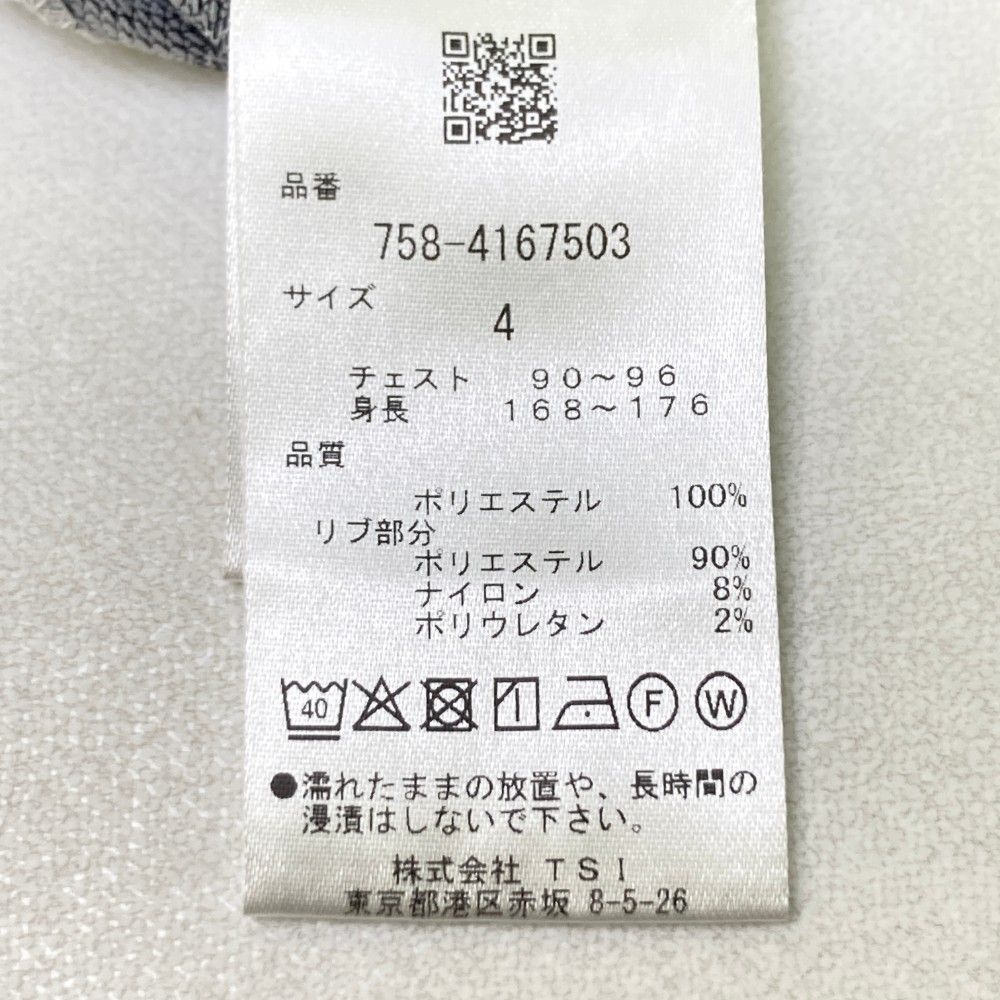 品番
758-4167503
サイズ
4
チェスト 90～96
身長 168～176
品質
ポリエステル 100%
リブ部分
ポリエステル 90%
ナイロン 8%
ポリウレタン 2%
40 F W
●濡れたままの放置や、長時間の
浸漬はしないで下さい。
株式会社 TSI
東京都港区赤坂 8-5-26